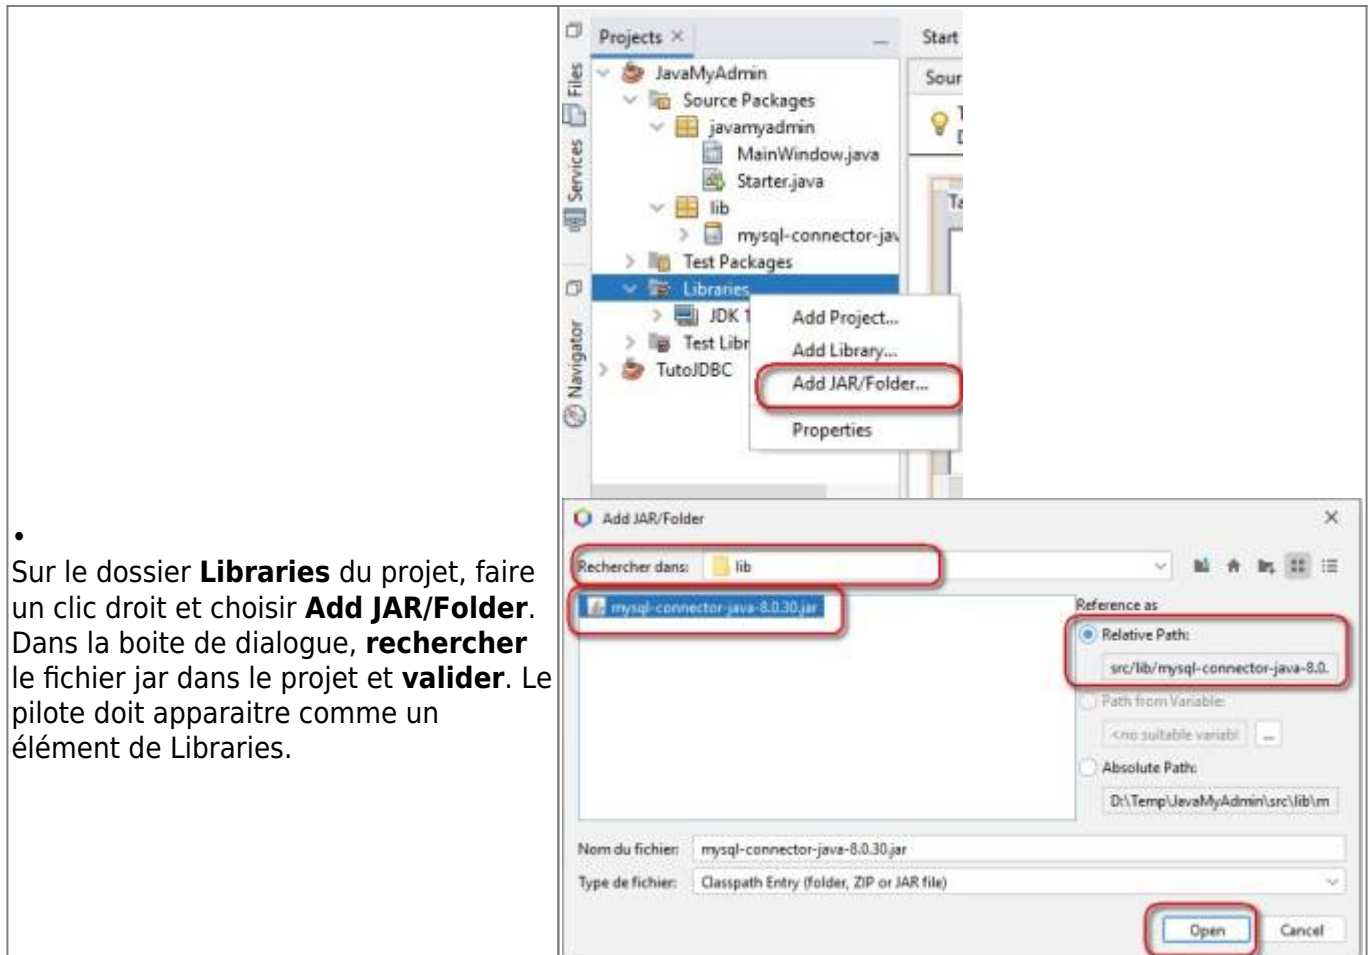 •
Sur le dossier Libraries du projet, faire
un clic droit et choisir Add JAR/Folder.
Dans la boite de dialogue, rechercher
le fichier jar dans le projet et valider. Le
pilote doit apparaitre comme un
élément de Libraries.
Projects
Start
Files
JavaMyAdmin
Sour
Source Packages
javamyadmin
MainWindow.java
Services
Starter.java
Ta
lib
mysql-connector-jav
Test Packages
Libraries
JDK 1
Add Project...
Navigator
Test Libr
Add Library...
TutoJDBC
Add JAR/Folder...
Properties
Add JAR/Folder
Rechercher dans: lib
mysql-connector-java-8.0.30.jar
Reference as
Relative Path:
src/lib/mysql-connector-java-8.0.
Path from Variable:
<no suitable variabl ...
Absolute Path:
D:\Temp\JavaMyAdmin\src\lib\m
Nom du fichier: mysql-connector-java-8.0.30.jar
Type de fichier: Classpath Entry (folder, ZIP or JAR file)
Open Cancel